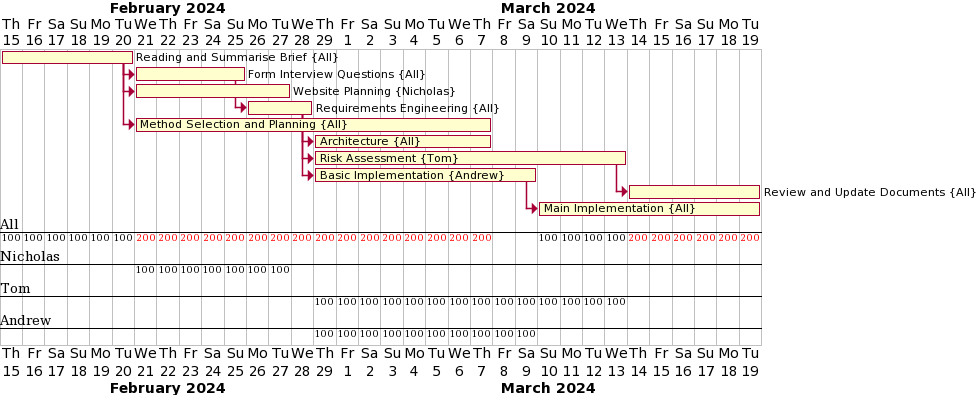 February 2024 March 2024
Th Fr Sa Su Mo Tu We Th Fr Sa Su Mo Tu We Th Fr Sa Su Mo Tu We Th Fr Sa Su Mo Tu We Th Fr Sa Su Mo Tu
15 16 17 18 19 20 21 22 23 24 25 26 27 28 29 1 2 3 4 5 6 7 8 9 10 11 12 13 14 15 16 17 18 19
Reading and Summarise Brief {All}
Form Interview Questions {All}
Website Planning {Nicholas}
Requirements Engineering {All}
Method Selection and Planning {All}
Architecture {All}
Risk Assessment {Tom}
Basic Implementation {Andrew}
Review and Update Documents {All}
Main Implementation {All}
All
100 100 100 100 100 100 200 200 200 200 200 200 200 200 200 200 200 200 200 200 200 200 100 100 100 100 200 200 200 200 200 200
Nicholas
100 100 100 100 100 100 100
Tom
100 100 100 100 100 100 100 100 100 100 100 100 100 100
Andrew
100 100 100 100 100 100 100 100 100 100
Th Fr Sa Su Mo Tu We Th Fr Sa Su Mo Tu We Th Fr Sa Su Mo Tu We Th Fr Sa Su Mo Tu We Th Fr Sa Su Mo Tu
15 16 17 18 19 20 21 22 23 24 25 26 27 28 29 1 2 3 4 5 6 7 8 9 10 11 12 13 14 15 16 17 18 19
February 2024 March 2024